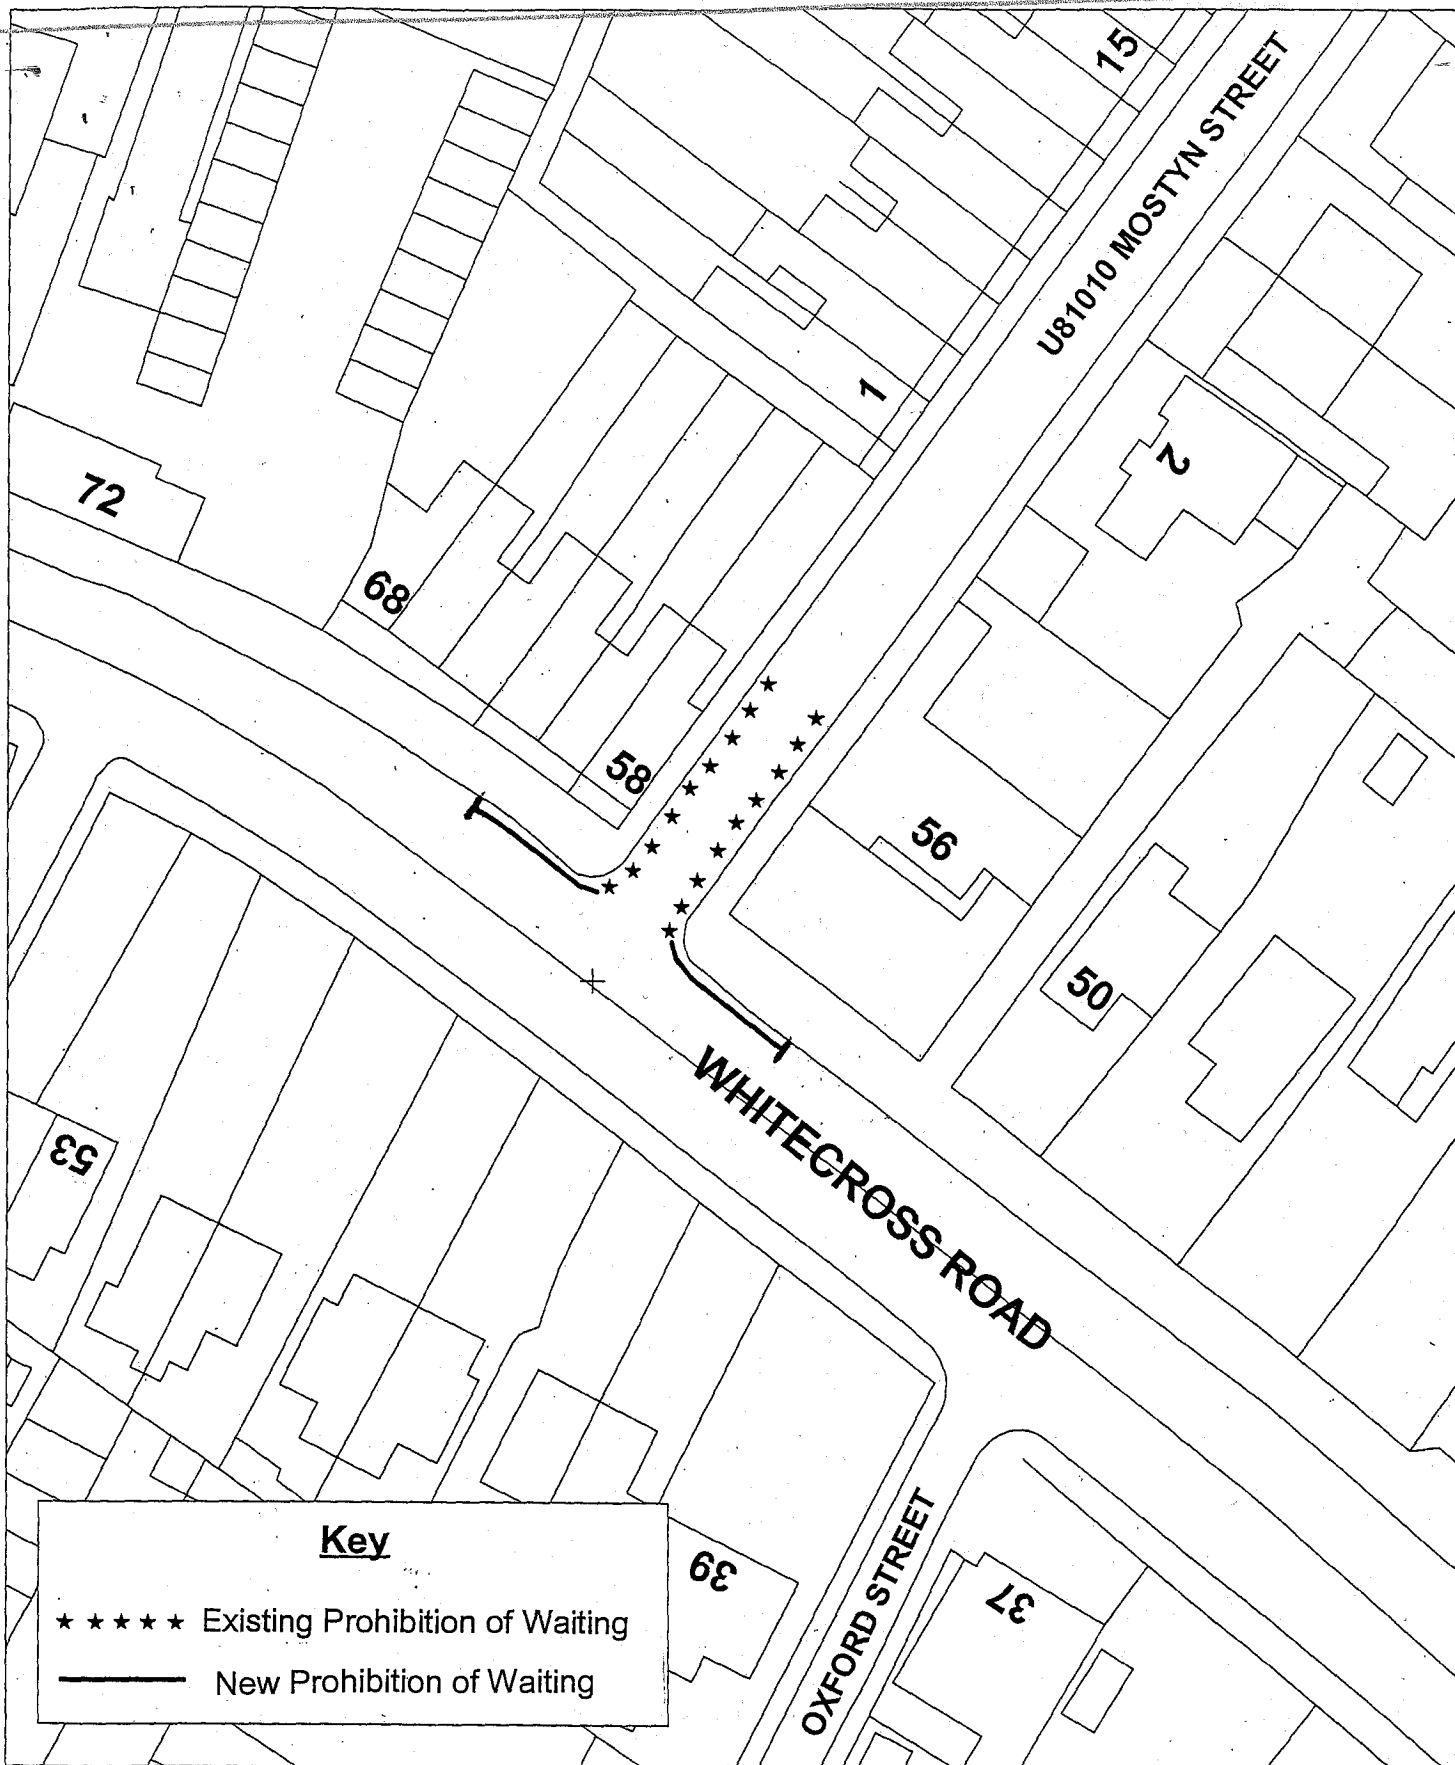 15
U81010 MOSTYN STREET
1
2
72
68
58
56
50
WHITECROSS ROAD
53
39
37
OXFORD STREET
Key
★ ★ ★ ★ ★ Existing Prohibition of Waiting
New Prohibition of Waiting